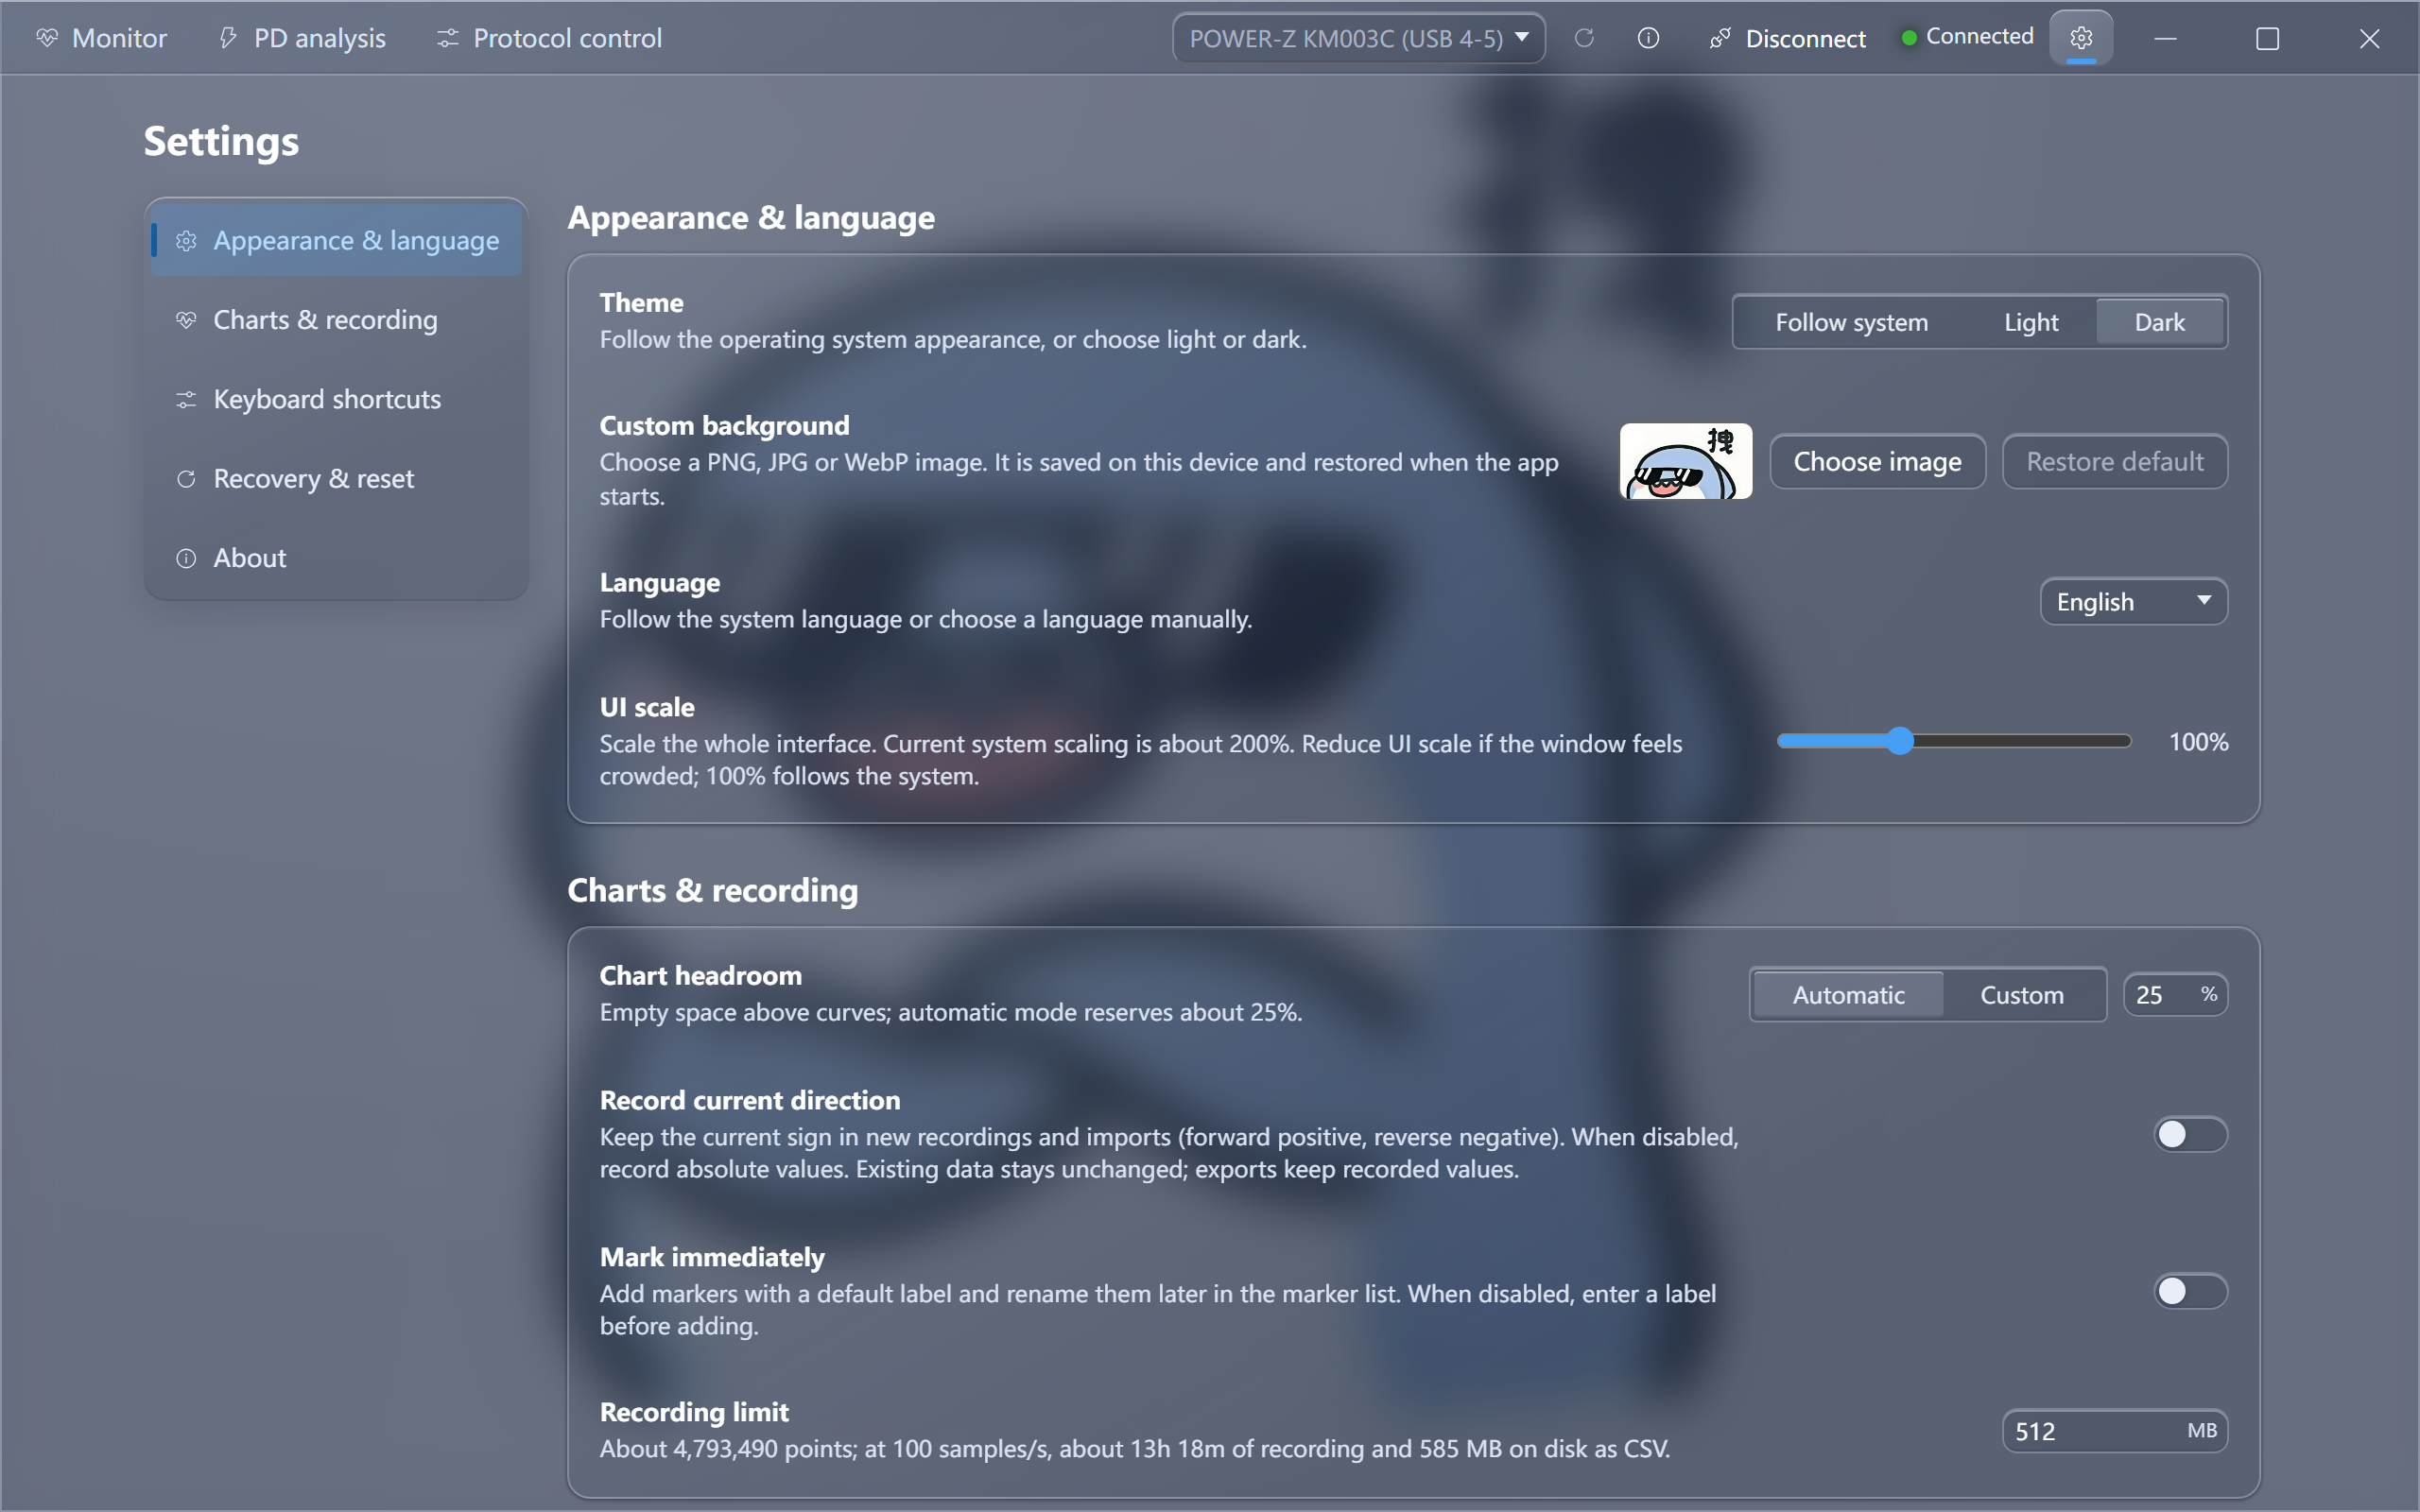 Monitor
PD analysis
Protocol control
POWER-Z KM003C (USB 4-5)
Disconnect
Connected
Settings
Appearance & language
Charts & recording
Keyboard shortcuts
Recovery & reset
About
Appearance & language
Theme
Follow the operating system appearance, or choose light or dark.
Follow system
Light
Dark
Custom background
Choose a PNG, JPG or WebP image. It is saved on this device and restored when the app
starts.
拽
Choose image
Restore default
Language
Follow the system language or choose a language manually.
English
UI scale
Scale the whole interface. Current system scaling is about 200%. Reduce UI scale if the window feels
crowded; 100% follows the system.
100%
Charts & recording
Chart headroom
Empty space above curves; automatic mode reserves about 25%.
Automatic
Custom
25 %
Record current direction
Keep the current sign in new recordings and imports (forward positive, reverse negative). When disabled,
record absolute values. Existing data stays unchanged; exports keep recorded values.
Mark immediately
Add markers with a default label and rename them later in the marker list. When disabled, enter a label
before adding.
Recording limit
About 4,793,490 points; at 100 samples/s, about 13h 18m of recording and 585 MB on disk as CSV.
512 MB